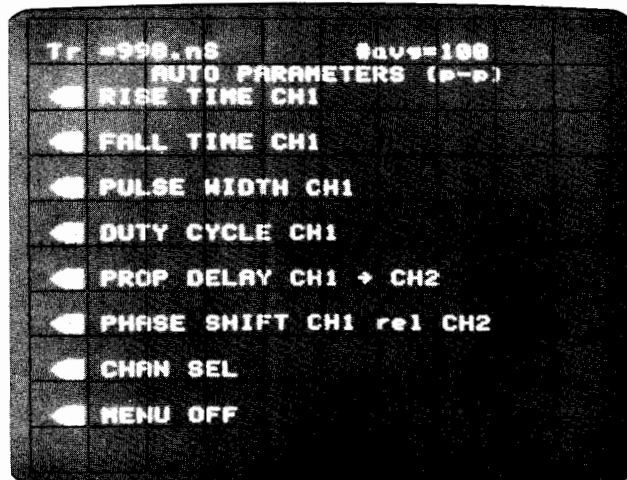 Tr =998.nS #avg=100
AUTO PARAMETERS (p-p)
RISE TIME CH1
FALL TIME CH1
PULSE WIDTH CH1
DUTY CYCLE CH1
PROP DELAY CH1 → CH2
PHASE SHIFT CH1 rel CH2
CHAN SEL
MENU OFF